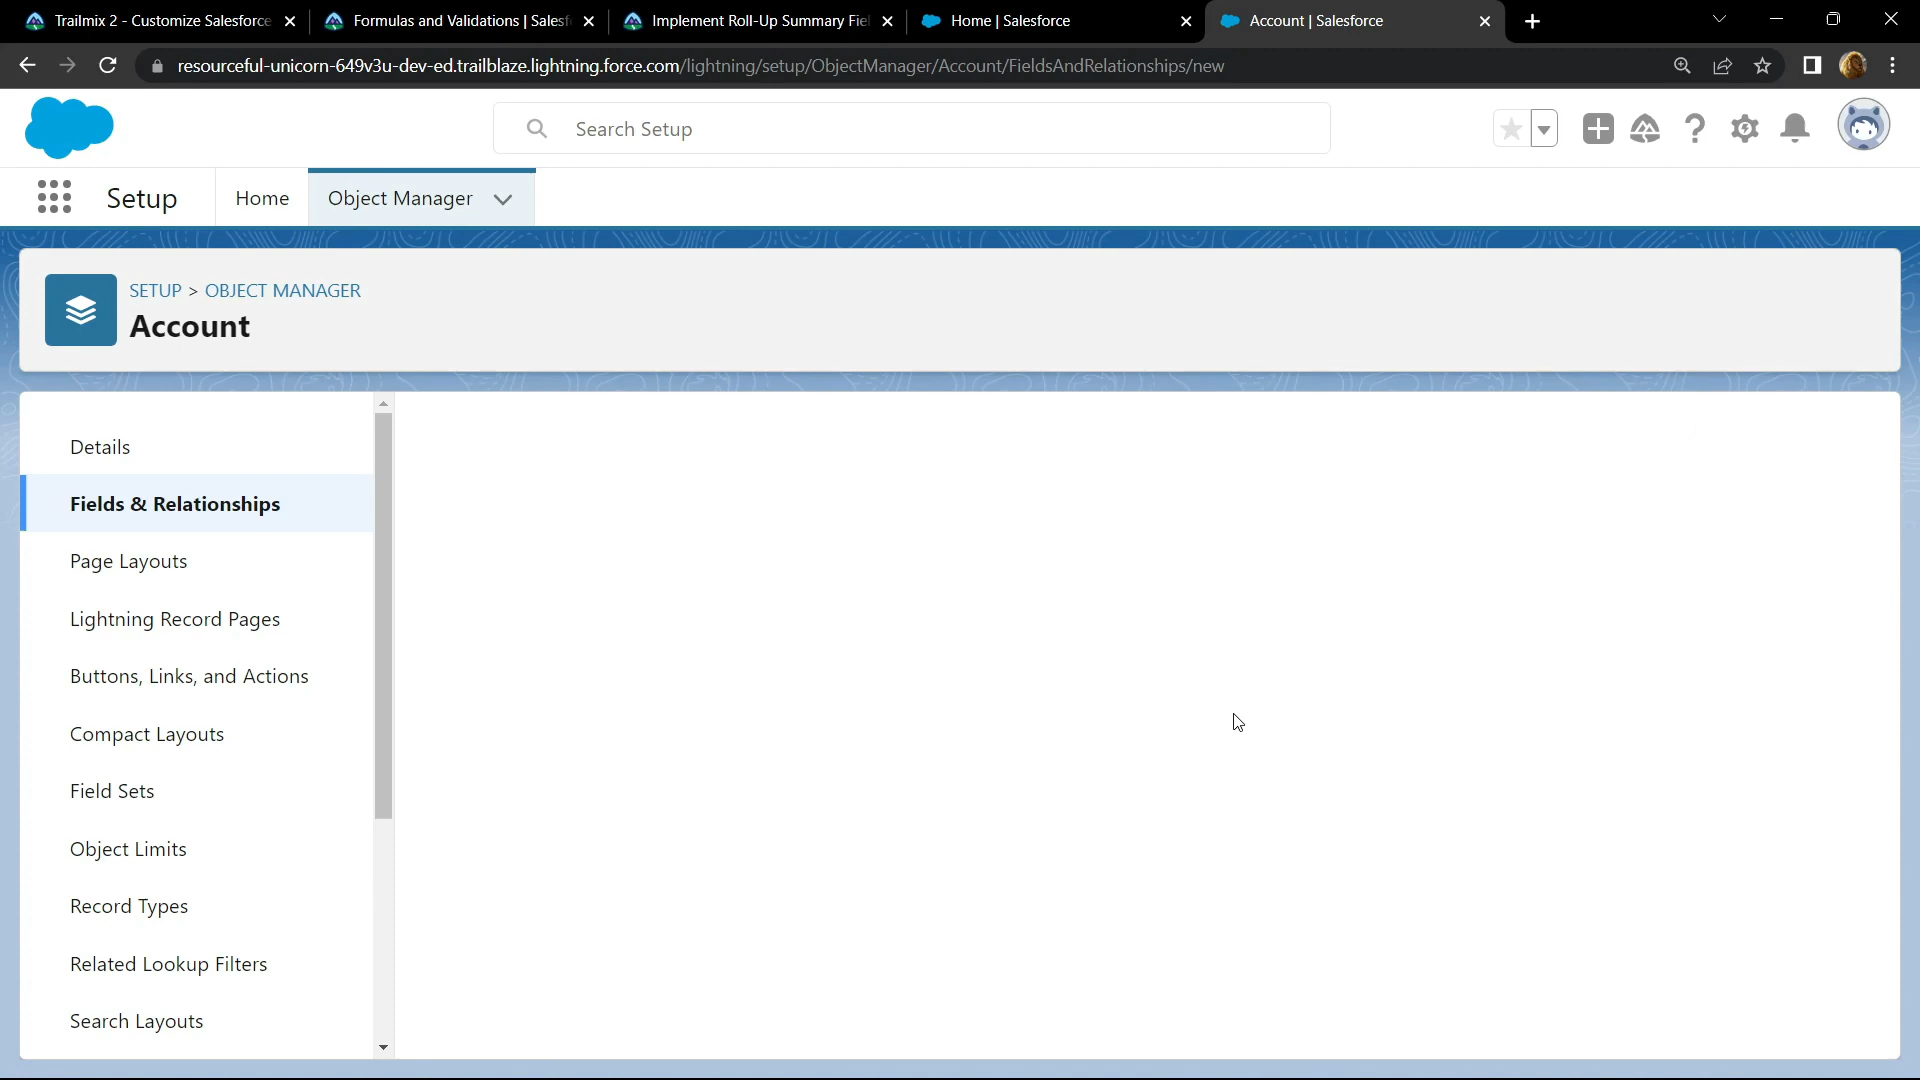 Trailmix 2 - Customize Salesforce
Formulas and Validations | Salesf
Implement Roll-Up Summary Fie
Home | Salesforce
Account | Salesforce
resourceful-unicorn-649v3u-dev-ed.trailblaze.lightning.force.com/lightning/setup/ObjectManager/Account/FieldsAndRelationships/new
Search Setup
Setup
Home
Object Manager
SETUP > OBJECT MANAGER
Account
Details
Fields & Relationships
Page Layouts
Lightning Record Pages
Buttons, Links, and Actions
Compact Layouts
Field Sets
Object Limits
Record Types
Related Lookup Filters
Search Layouts